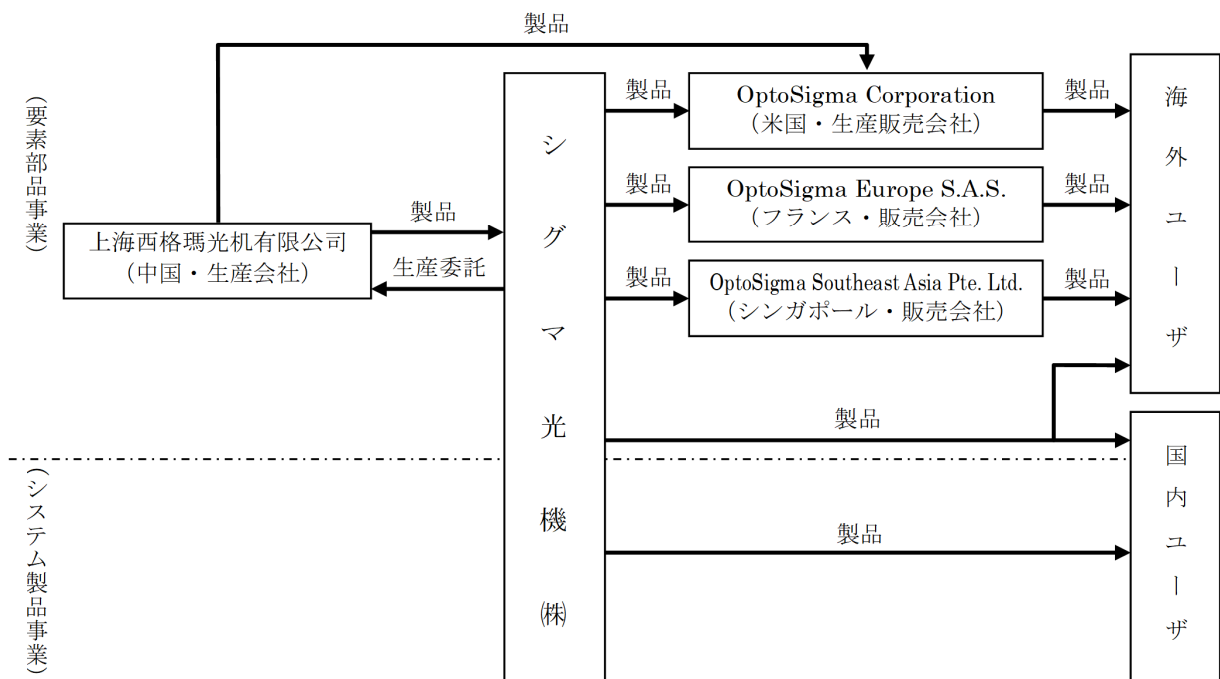 製品
(要素部品事業)
上海西格瑪光机有限公司
(中国・生産会社)
製品
生産委託
シグマ光機㈱
製品
OptoSigma Corporation
(米国・生産販売会社)
製品
製品
OptoSigma Europe S.A.S.
(フランス・販売会社)
製品
製品
OptoSigma Southeast Asia Pte. Ltd.
(シンガポール・販売会社)
製品
海外ユーザ
製品
(システム製品事業)
製品
国内ユーザ